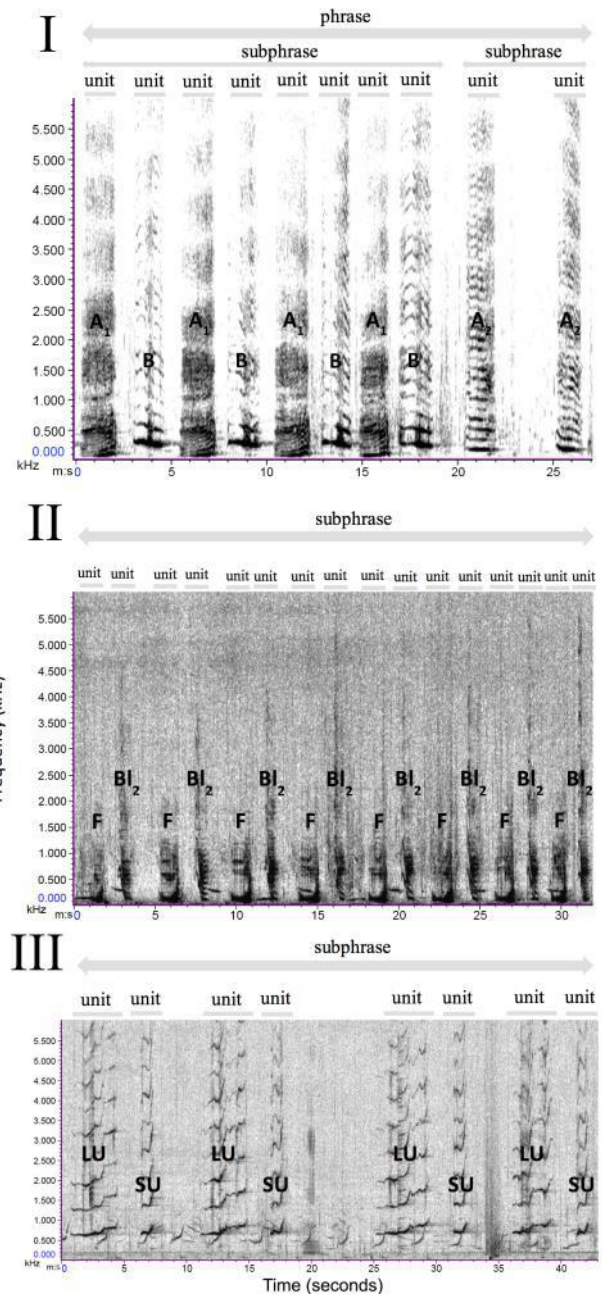 I
phrase
subphrase subphrase
unit unit unit unit unit unit unit unit unit unit
5.500
5.000
4.500
4.000
3.500
3.000
2.500
2.000
1.500
1.000
0.500
0.000
kHz
A1 B A1 B A1 B A1 B A2 A2
m:s 0 5 10 15 20 25
II
subphrase
unit unit unit unit unit unit unit unit unit unit unit unit unit unit unit unit
5.500
5.000
4.500
4.000
3.500
3.000
2.500
2.000
1.500
1.000
0.500
0.000
kHz
Bl2 Bl2 Bl2 Bl2 Bl2 Bl2 Bl2 Bl2
F F F F F F F F
m:s 0 5 10 15 20 25 30
III
subphrase
unit unit unit unit unit unit unit unit
5.500
5.000
4.500
4.000
3.500
3.000
2.500
2.000
1.500
1.000
0.500
0.000
kHz
LU LU LU LU
SU SU SU SU
m:s 0 5 10 15 20 25 30 35 40
Time (seconds)